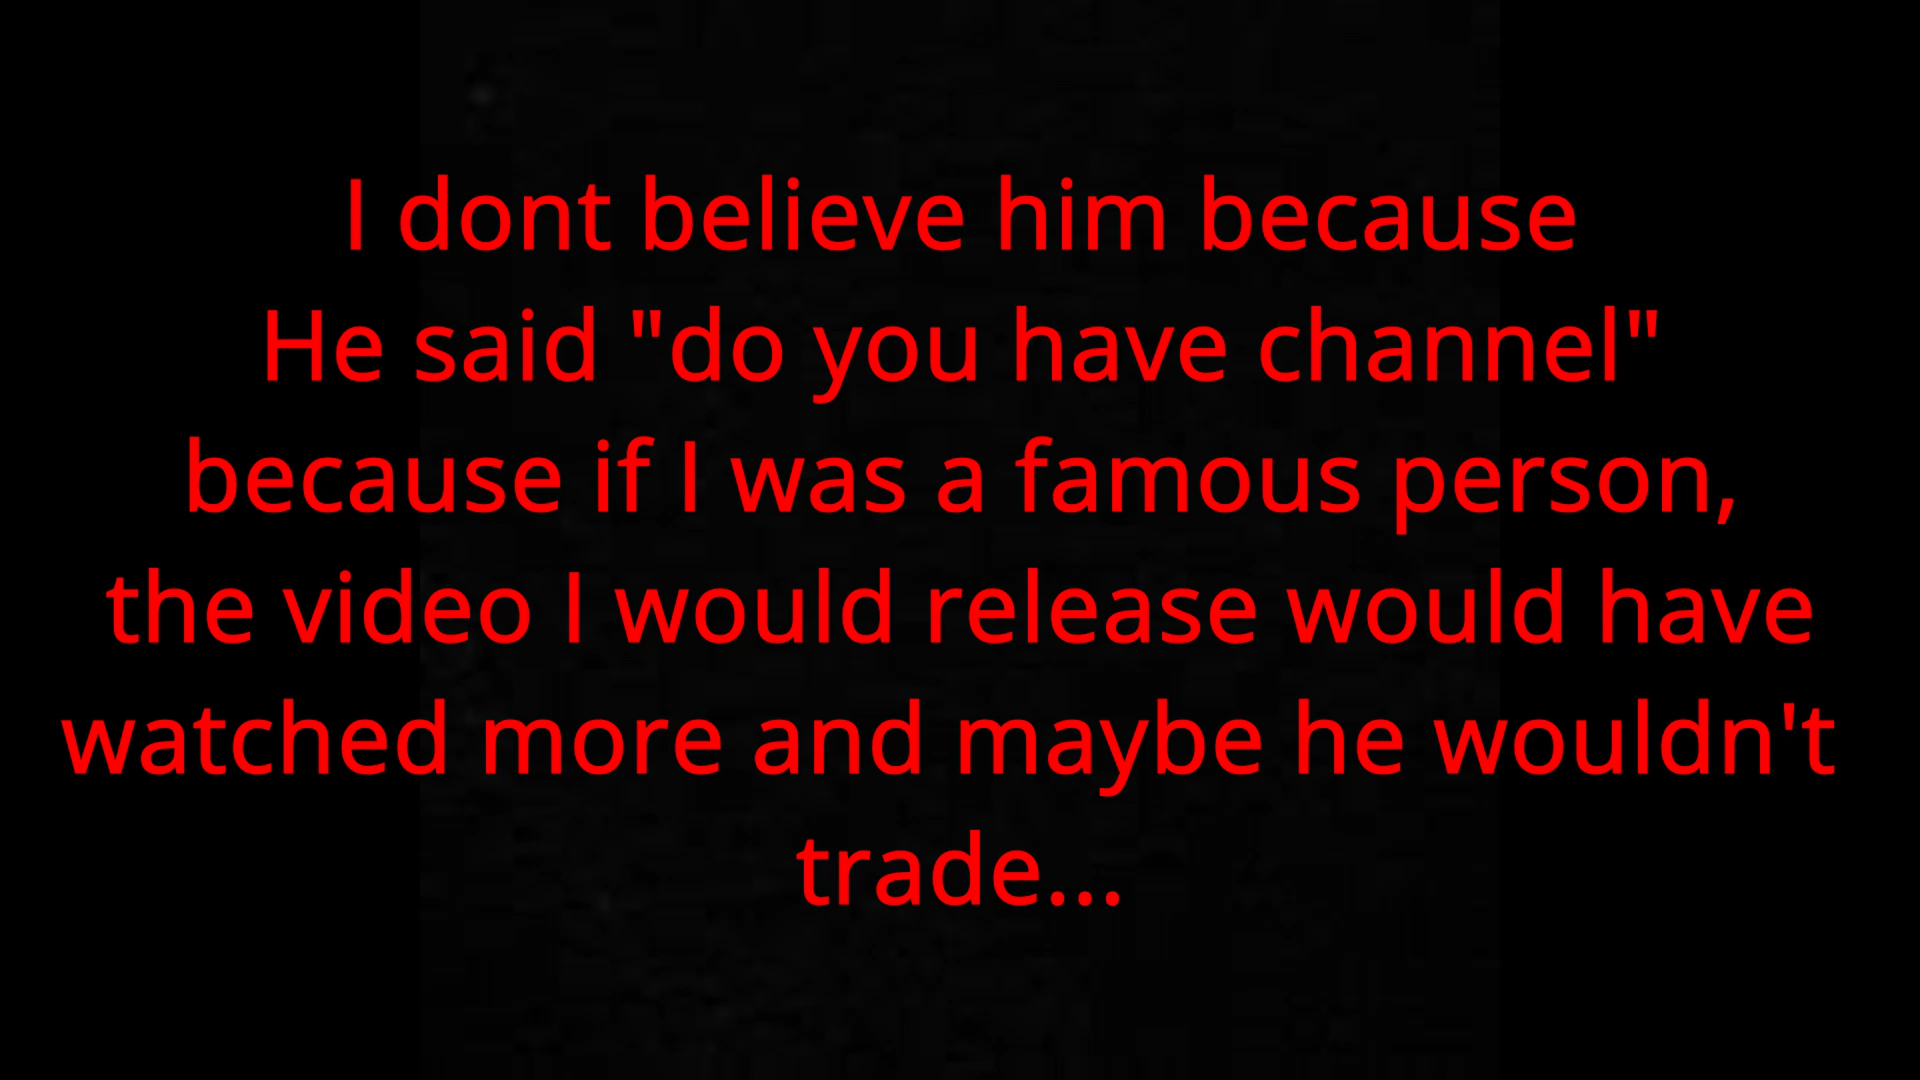 I dont believe him because
He said "do you have channel"
because if I was a famous person,
the video I would release would have
watched more and maybe he wouldn't
trade...